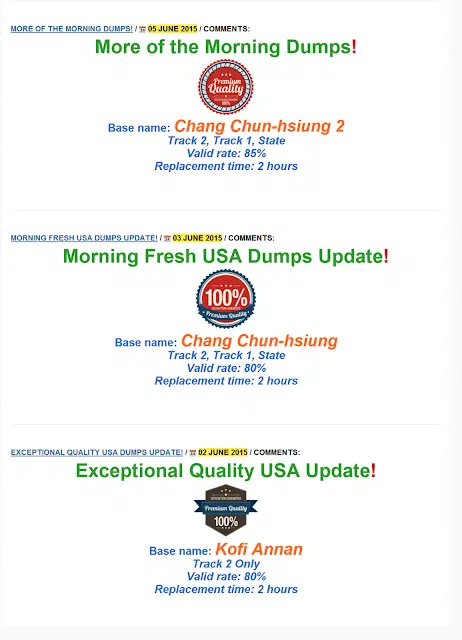 MORE OF THE MORNING DUMPS! / 05 JUNE 2015 / COMMENTS:
More of the Morning Dumps!
Premium
Quality
100%
Base name: Chang Chun-hsiung 2
Track 2, Track 1, State
Valid rate: 85%
Replacement time: 2 hours
MORNING FRESH USA DUMPS UPDATE! / 03 JUNE 2015 / COMMENTS:
Morning Fresh USA Dumps Update!
100%
Premium Quality
Base name: Chang Chun-hsiung
Track 2, Track 1, State
Valid rate: 80%
Replacement time: 2 hours
EXCEPTIONAL QUALITY USA DUMPS UPDATE! / 02 JUNE 2015 / COMMENTS:
Exceptional Quality USA Update!
Premium Quality
100%
Base name: Kofi Annan
Track 2 Only
Valid rate: 80%
Replacement time: 2 hours